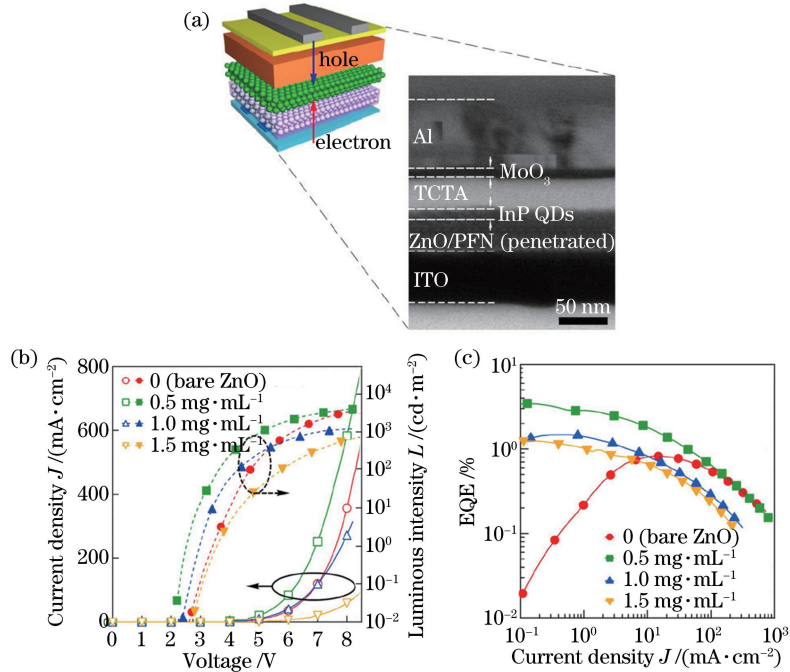 (a)
hole
electron
Al
MoO₃
TCTA
InP QDs
ZnO/PFN (penetrated)
ITO
50 nm
(b)
Current density J /(mA·cm⁻²)
800
600
400
200
0
0 (bare ZnO)
0.5 mg·mL⁻¹
1.0 mg·mL⁻¹
1.5 mg·mL⁻¹
10⁴
10³
10²
10¹
10⁰
10⁻¹
10⁻²
Luminous intensity L /(cd·m⁻²)
0 1 2 3 4 5 6 7 8
Voltage /V
(c)
EQE /%
10¹
10⁰
10⁻¹
10⁻²
0 (bare ZnO)
0.5 mg·mL⁻¹
1.0 mg·mL⁻¹
1.5 mg·mL⁻¹
10⁻¹ 10⁰ 10¹ 10² 10³
Current density J /(mA·cm⁻²)